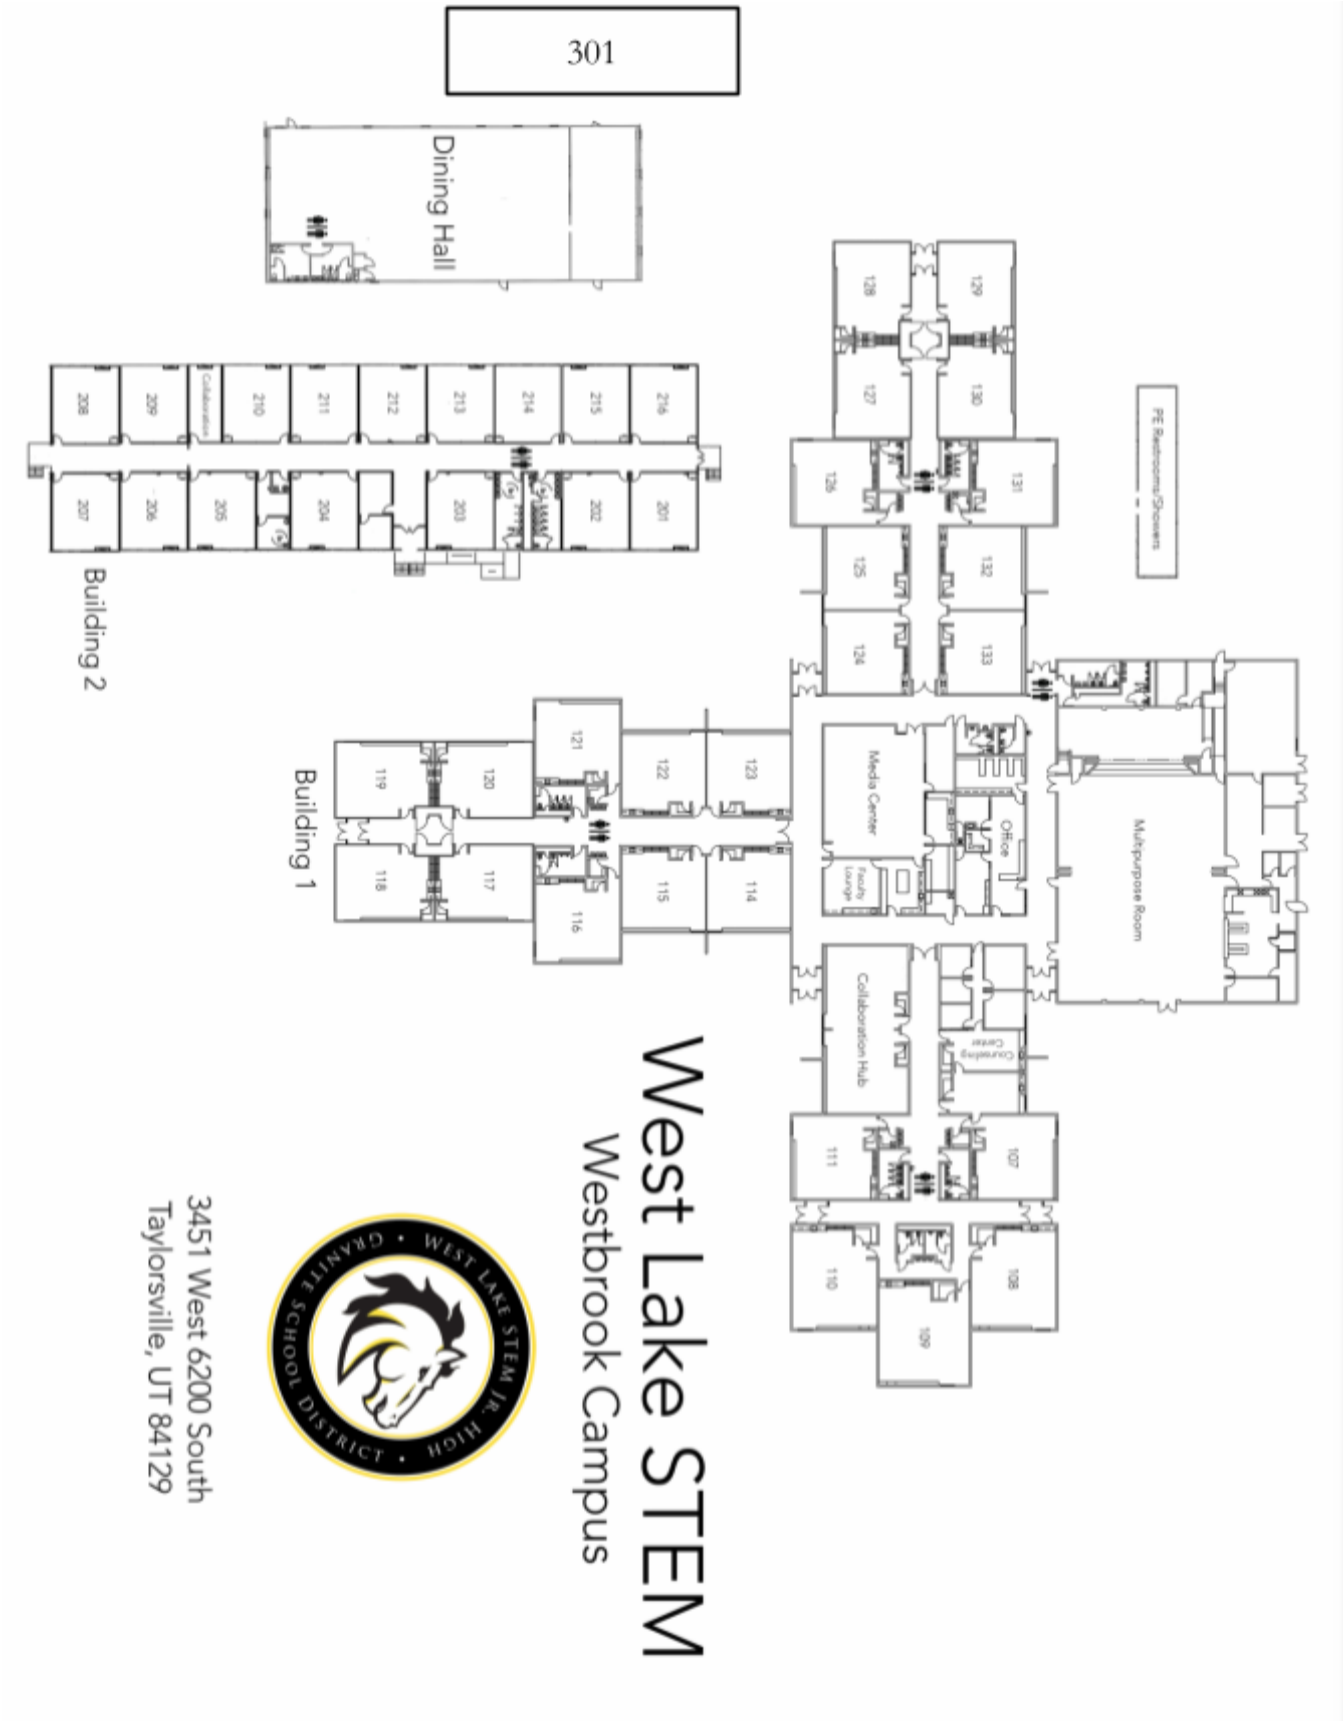 301
Dining Hall
128
129
127
130
126
131
125
132
124
133
PE Restrooms/Showers
208
209
Collaboration
210
211
212
213
214
215
216
207
206
205
204
203
202
201
Building 2
121
122
123
119
120
118
117
116
115
114
Building 1
Media Center
Faculty
Lounge
Office
Multipurpose Room
Collaboration Hub
Counseling
Center
111
107
110
108
109
West Lake STEM
Westbrook Campus
WEST LAKE STEM JR. HIGH • GRANITE SCHOOL DISTRICT •
3451 West 6200 South
Taylorsville, UT 84129